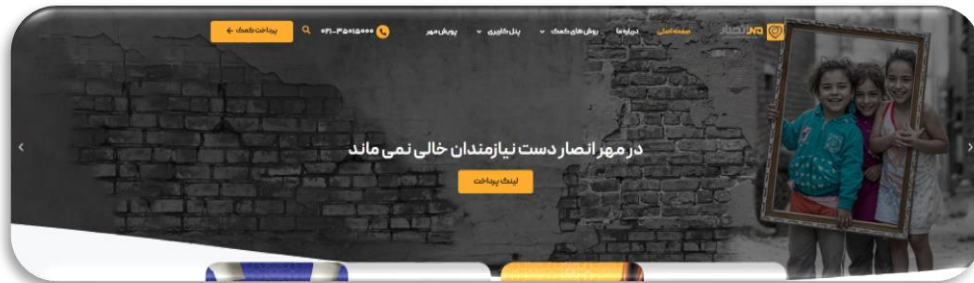 مهر انصار
صفحه اصلی
درباره ما
روش های کمک
پنل کاربری
پویش مهر
۰۲۱-۳۵۰۱۵۰۰۰
پرداخت کمک
در مهر انصار دست نیازمندان خالی نمی ماند
لینک پرداخت